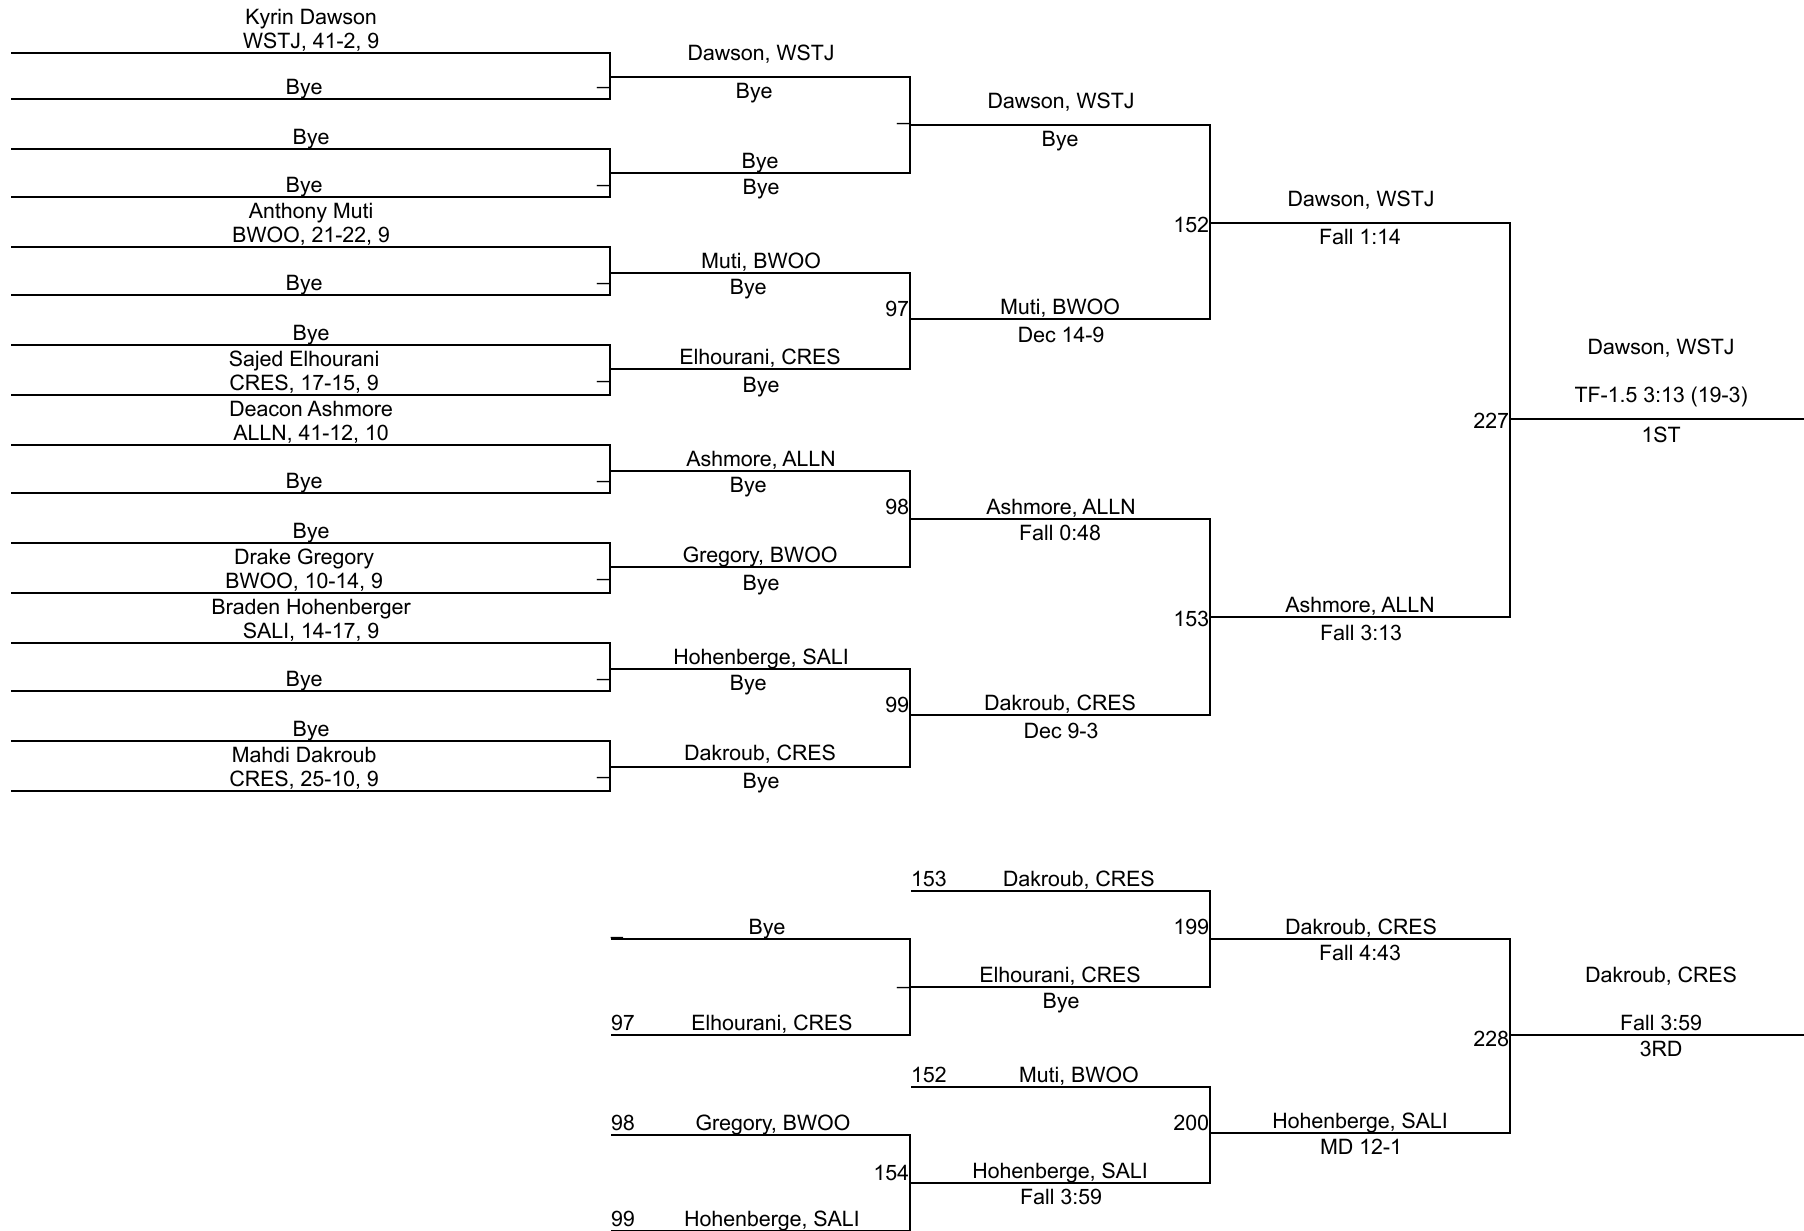 Kyrin Dawson
WSTJ, 41-2, 9
Bye
Bye
Bye
Anthony Muti
BWOO, 21-22, 9
Bye
Bye
Sajed Elhourani
CRES, 17-15, 9
Deacon Ashmore
ALLN, 41-12, 10
Bye
Bye
Drake Gregory
BWOO, 10-14, 9
Braden Hohenberger
SALI, 14-17, 9
Bye
Bye
Mahdi Dakroub
CRES, 25-10, 9
Dawson, WSTJ
Bye
Bye
Bye
Muti, BWOO
Bye
97
Elhourani, CRES
Bye
Ashmore, ALLN
Bye
98
Gregory, BWOO
Bye
Hohenberge, SALI
Bye
99
Dakroub, CRES
Bye
Dawson, WSTJ
Bye
152
Muti, BWOO
Dec 14-9
Ashmore, ALLN
Fall 0:48
153
Dakroub, CRES
Dec 9-3
Dawson, WSTJ
Fall 1:14
227
Ashmore, ALLN
Fall 3:13
Dawson, WSTJ
TF-1.5 3:13 (19-3)
1ST
Bye
97 Elhourani, CRES
98 Gregory, BWOO
154
99 Hohenberge, SALI
153 Dakroub, CRES
199
Elhourani, CRES
Bye
152 Muti, BWOO
200
Hohenberge, SALI
Fall 3:59
Dakroub, CRES
Fall 4:43
228
Hohenberge, SALI
MD 12-1
Dakroub, CRES
Fall 3:59
3RD